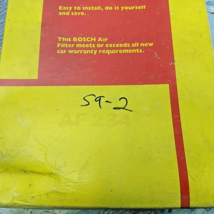 Easy to install, do it yourself
and save.
This BOSCH Air
Filter meets or exceeds all new
car warranty requirements.
59-2